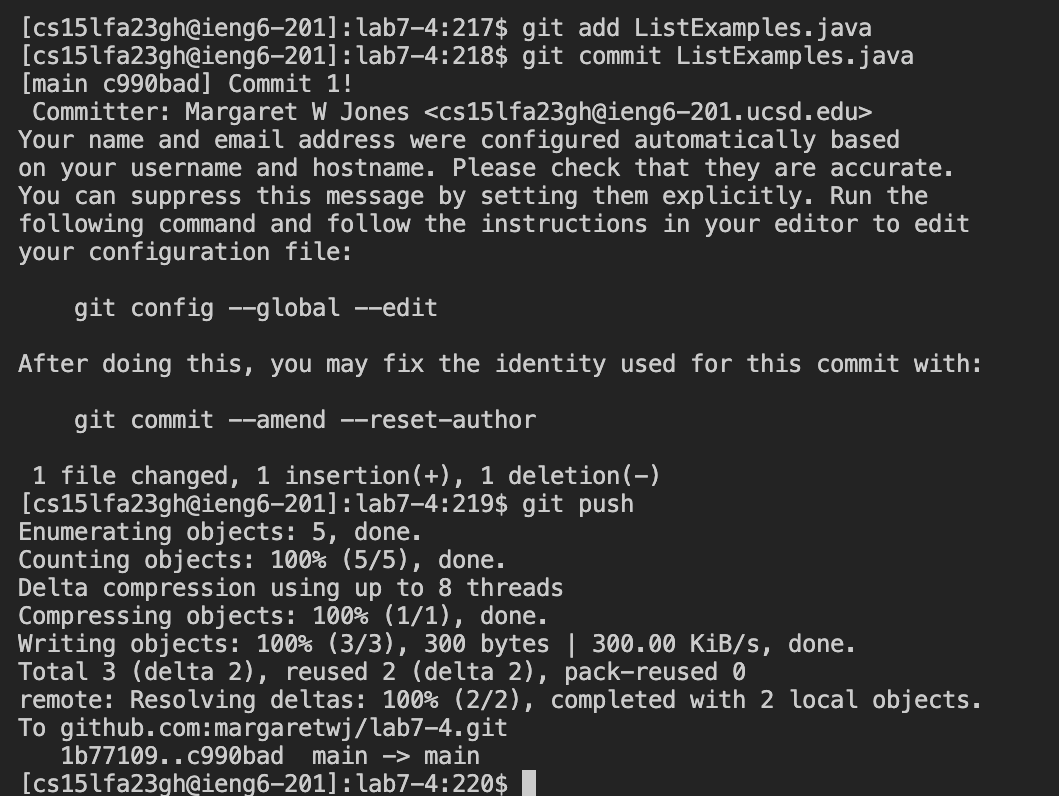 [cs15lfa23gh@ieng6-201]:lab7-4:217$ git add ListExamples.java
[cs15lfa23gh@ieng6-201]:lab7-4:218$ git commit ListExamples.java
[main c990bad] Commit 1!
 Committer: Margaret W Jones <cs15lfa23gh@ieng6-201.ucsd.edu>
Your name and email address were configured automatically based
on your username and hostname. Please check that they are accurate.
You can suppress this message by setting them explicitly. Run the
following command and follow the instructions in your editor to edit
your configuration file:

    git config --global --edit

After doing this, you may fix the identity used for this commit with:

    git commit --amend --reset-author

 1 file changed, 1 insertion(+), 1 deletion(-)
[cs15lfa23gh@ieng6-201]:lab7-4:219$ git push
Enumerating objects: 5, done.
Counting objects: 100% (5/5), done.
Delta compression using up to 8 threads
Compressing objects: 100% (1/1), done.
Writing objects: 100% (3/3), 300 bytes | 300.00 KiB/s, done.
Total 3 (delta 2), reused 2 (delta 2), pack-reused 0
remote: Resolving deltas: 100% (2/2), completed with 2 local objects.
To github.com:margaretwj/lab7-4.git
   1b77109..c990bad  main -> main
[cs15lfa23gh@ieng6-201]:lab7-4:220$